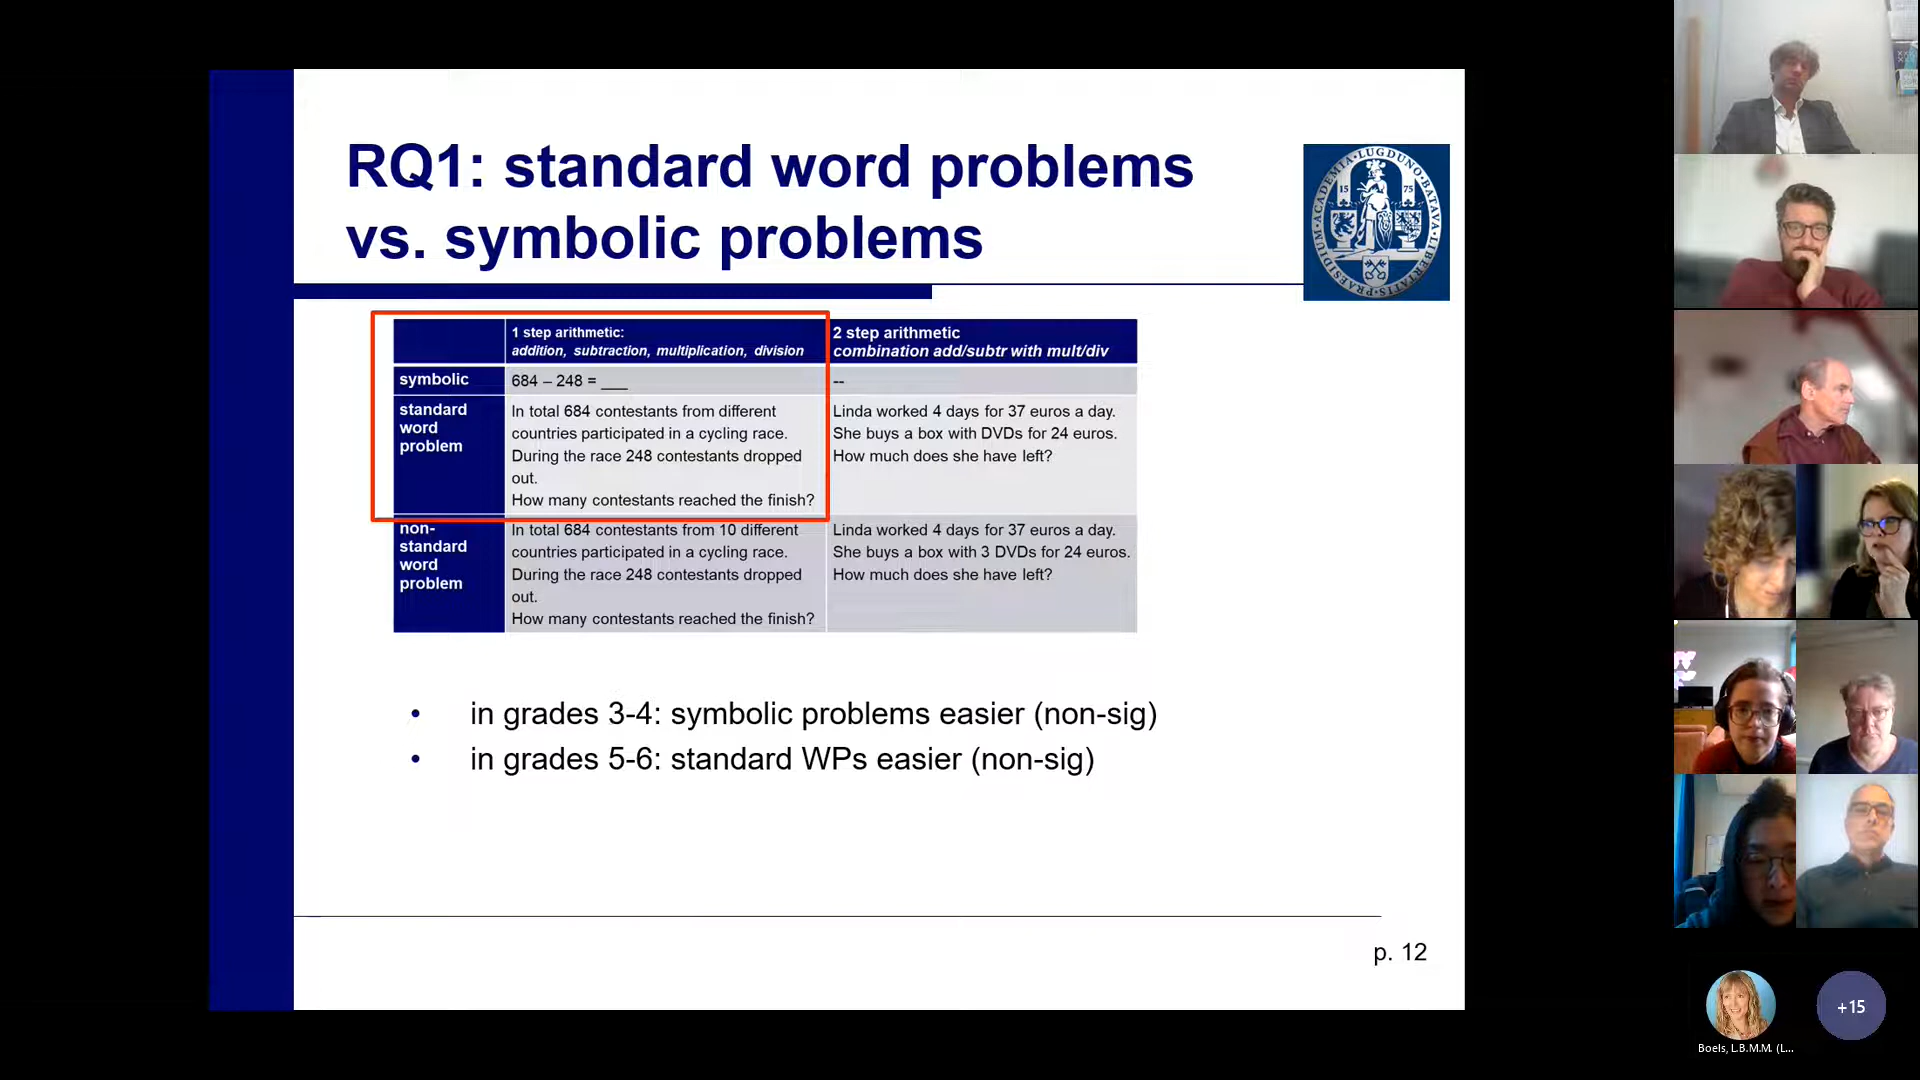 RQ1: standard word problems
vs. symbolic problems
ACADEMIA·LUGDUNO·BATAVA·LIBERTATIS·PRAESIDIUM
15 75
1 step arithmetic:
addition, subtraction, multiplication, division
2 step arithmetic
combination add/subtr with mult/div
symbolic
684 – 248 = ___
--
standard
word
problem
In total 684 contestants from different
countries participated in a cycling race.
During the race 248 contestants dropped
out.
How many contestants reached the finish?
Linda worked 4 days for 37 euros a day.
She buys a box with DVDs for 24 euros.
How much does she have left?
non-
standard
word
problem
In total 684 contestants from 10 different
countries participated in a cycling race.
During the race 248 contestants dropped
out.
How many contestants reached the finish?
Linda worked 4 days for 37 euros a day.
She buys a box with 3 DVDs for 24 euros.
How much does she have left?
• in grades 3-4: symbolic problems easier (non-sig)
• in grades 5-6: standard WPs easier (non-sig)
p. 12
+15
Boels, L.B.M.M. (L...